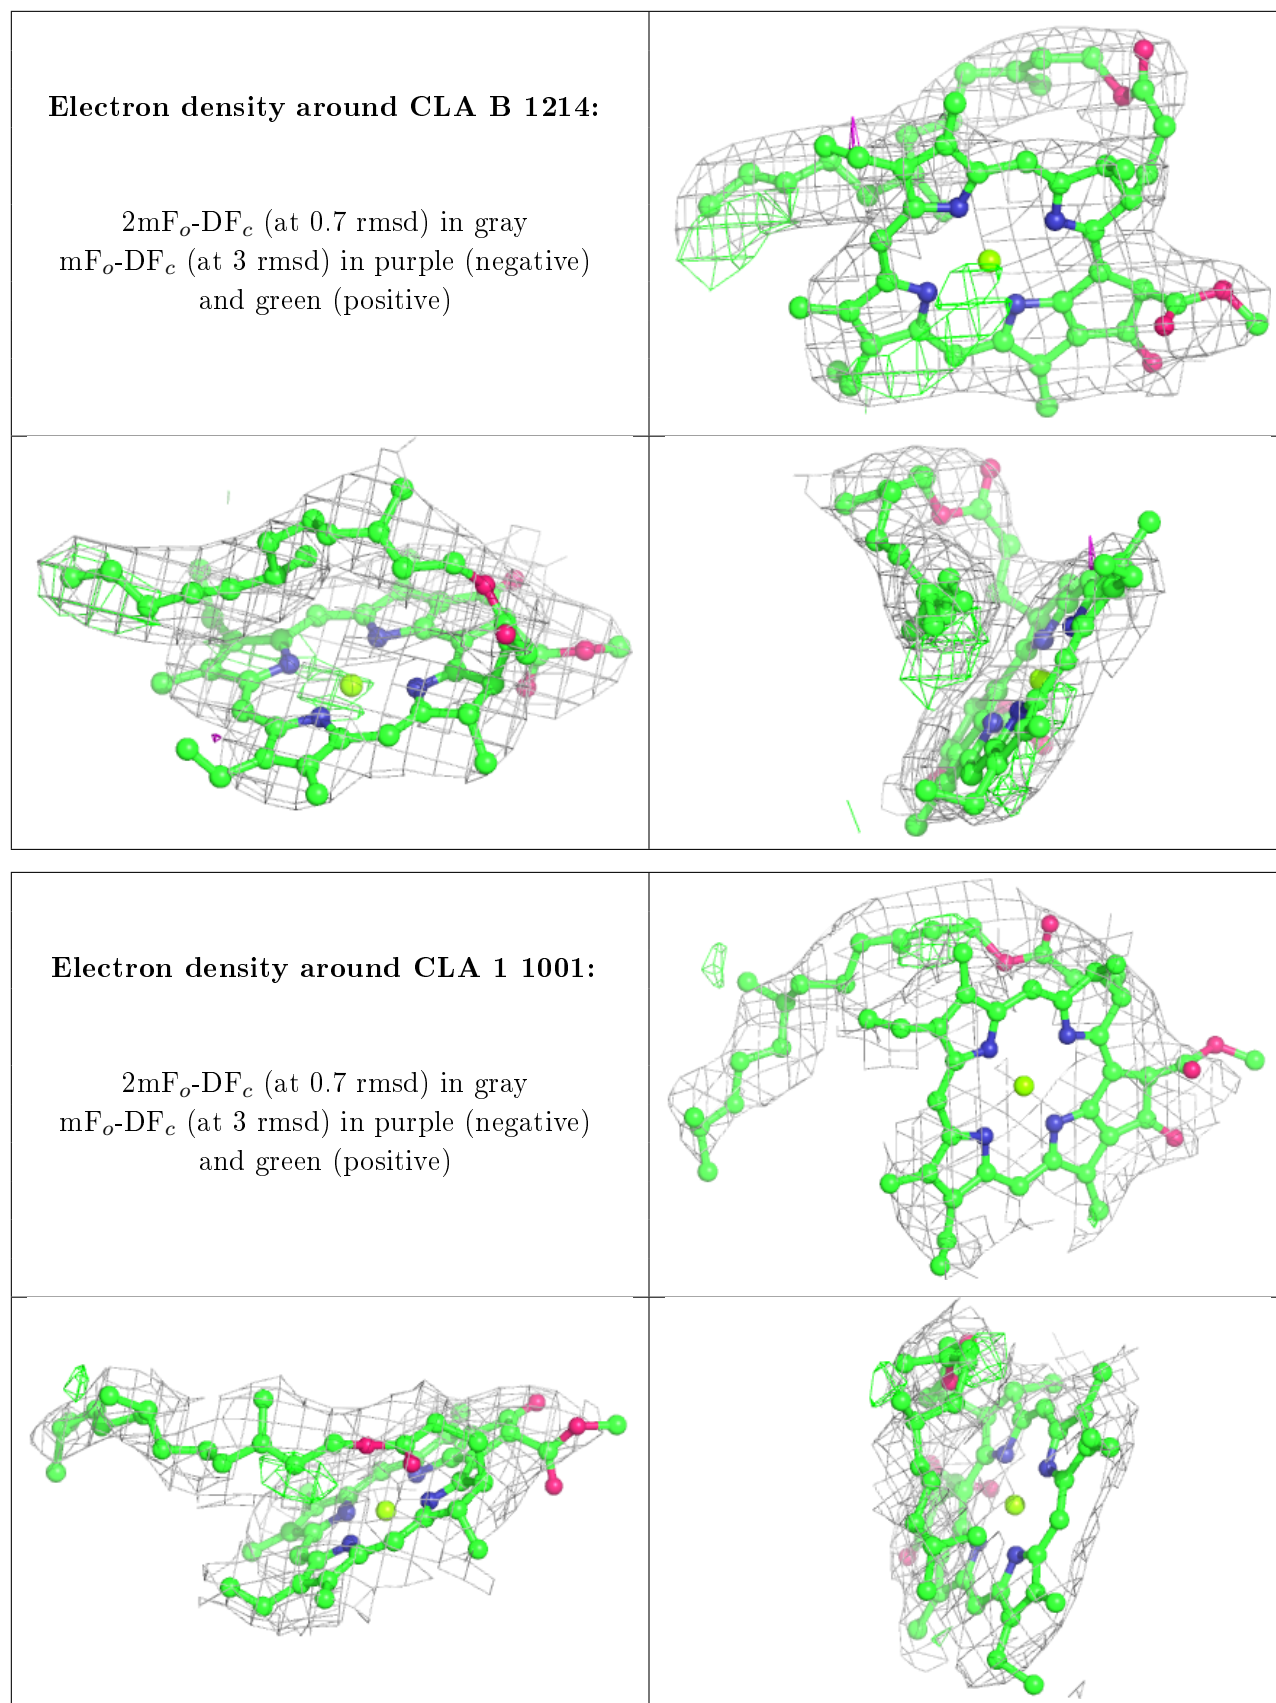 Electron density around CLA B 1214:
2mFo-DFc (at 0.7 rmsd) in gray
mFo-DFc (at 3 rmsd) in purple (negative)
and green (positive)
Electron density around CLA 1 1001:
2mFo-DFc (at 0.7 rmsd) in gray
mFo-DFc (at 3 rmsd) in purple (negative)
and green (positive)